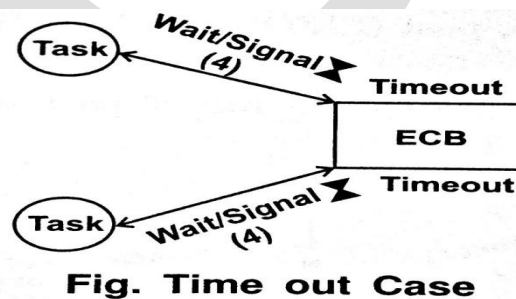 Task
Wait/Signal
(4)
Timeout
ECB
Timeout
Task
Wait/Signal
(4)
Fig. Time out Case